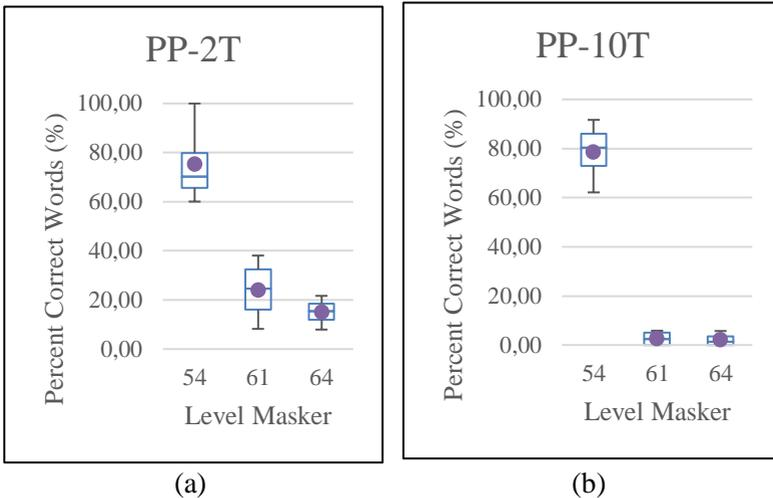 PP-2T
Percent Correct Words (%)
100,00
80,00
60,00
40,00
20,00
0,00
54 61 64
Level Masker
(a)
PP-10T
Percent Correct Words (%)
100,00
80,00
60,00
40,00
20,00
0,00
54 61 64
Level Masker
(b)